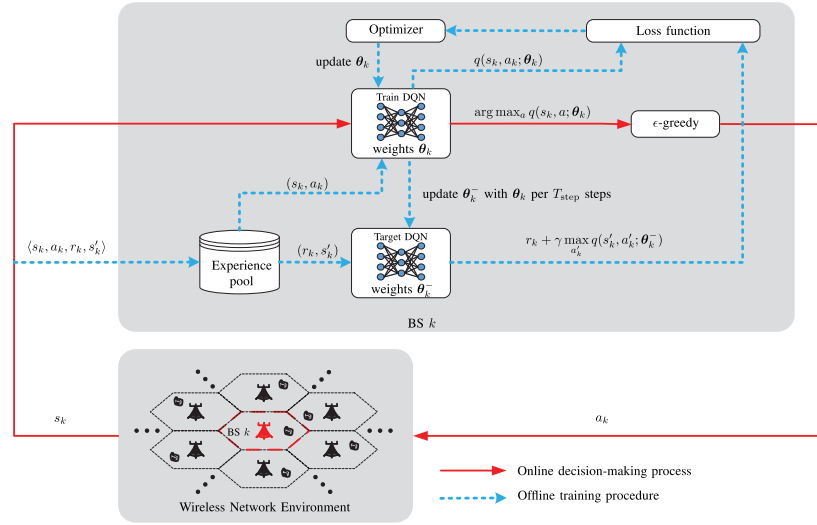 Optimizer
Loss function
update θ_k
q(s_k, a_k; θ_k)
Train DQN
weights θ_k
arg max_a q(s_k, a; θ_k)
ϵ-greedy
(s_k, a_k)
update θ_k^− with θ_k per T_step steps
⟨s_k, a_k, r_k, s′_k⟩
Experience
pool
(r_k, s′_k)
Target DQN
weights θ_k^−
r_k + γ max_{a′_k} q(s′_k, a′_k; θ_k^−)
BS k
s_k
BS k
a_k
Wireless Network Environment
Online decision-making process
Offline training procedure